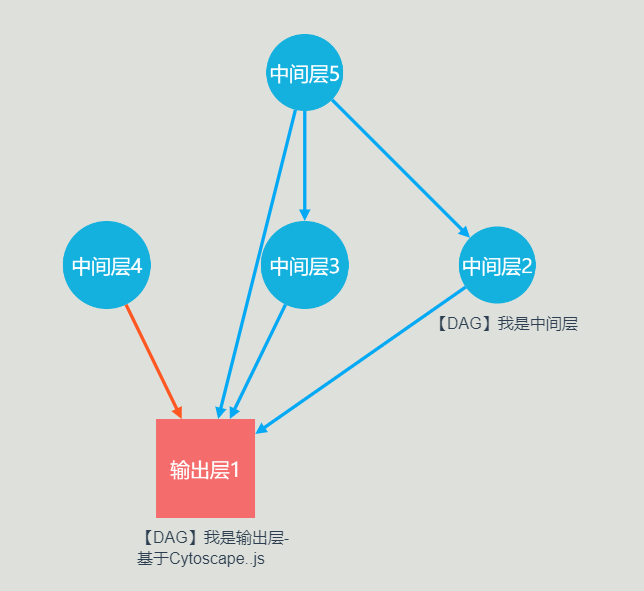 中间层5
中间层4
中间层3
中间层2
【DAG】我是中间层
输出层1
【DAG】我是输出层-
基于Cytoscape..js